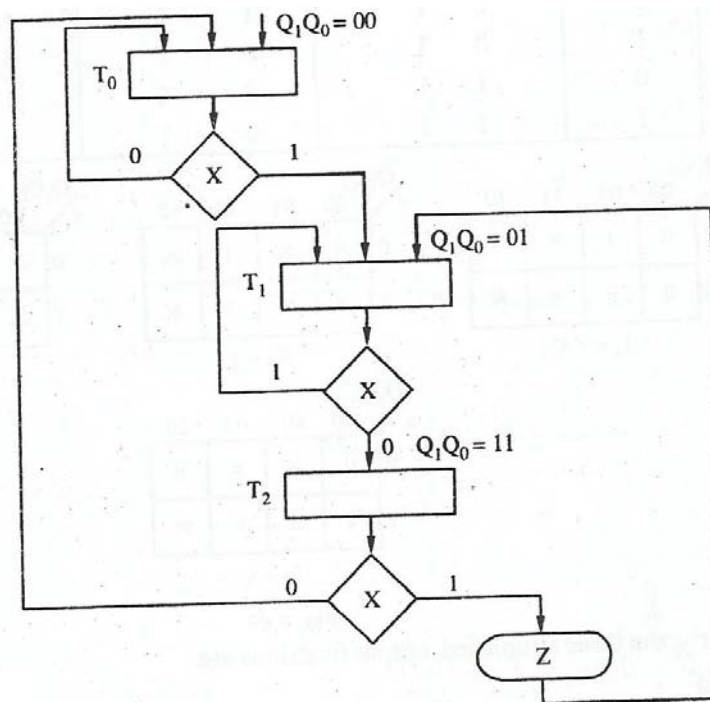 Q₁Q₀ = 00
T₀
0
X
1
Q₁Q₀ = 01
T₁
1
X
0
Q₁Q₀ = 11
T₂
0
X
1
Z